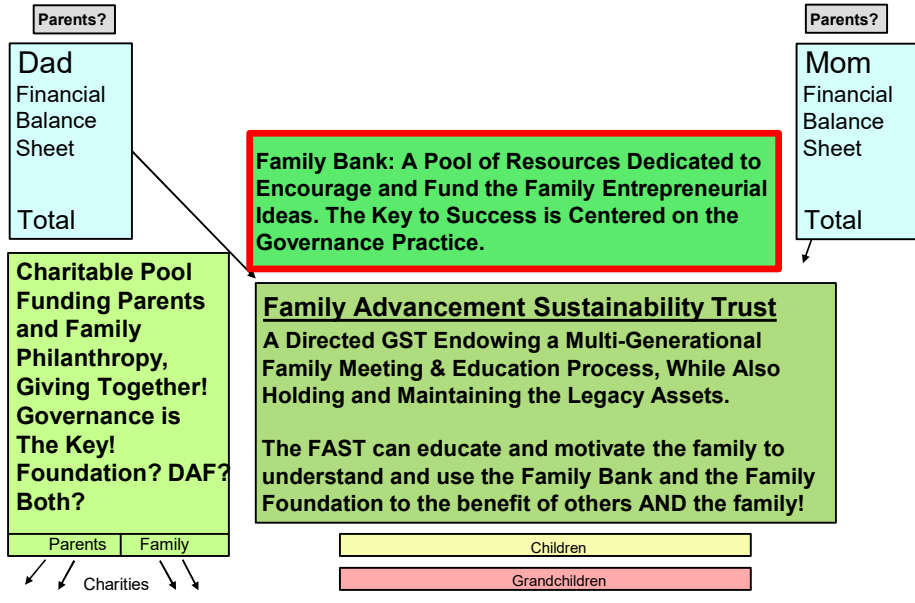 Parents?
Parents?
Dad
Financial
Balance
Sheet
Total
Mom
Financial
Balance
Sheet
Total
Family Bank: A Pool of Resources Dedicated to
Encourage and Fund the Family Entrepreneurial
Ideas. The Key to Success is Centered on the
Governance Practice.
Charitable Pool
Funding Parents
and Family
Philanthropy,
Giving Together!
Governance is
The Key!
Foundation? DAF?
Both?
Parents
Family
Charities
Family Advancement Sustainability Trust
A Directed GST Endowing a Multi-Generational
Family Meeting & Education Process, While Also
Holding and Maintaining the Legacy Assets.
The FAST can educate and motivate the family to
understand and use the Family Bank and the Family
Foundation to the benefit of others AND the family!
Children
Grandchildren